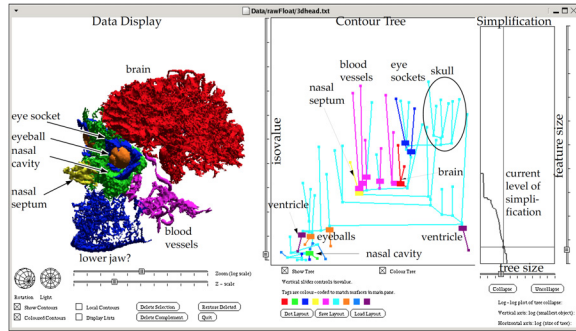 Data/rawFloat/3dhead.txt
Data Display
Contour Tree
Simplification
brain
eye socket
eyeball
nasal
cavity
nasal
septum
blood
vessels
lower jaw?
isovalue
blood
vessels
eye
sockets
skull
nasal
septum
brain
ventricle
eyeballs
ventricle
nasal cavity
feature size
current
level of
simpli-
fication
tree size
Zoom (log scale)
Z - scale
Rotation
Light
Show Contours
Local Contours
Delete Selection
Restore Deleted
Coloured Contours
Display Lists
Delete Complement
Quit
Show Tree
Colour Tree
Vertical slides controls isovalue.
Tags are colour-coded to match surfaces in main pane.
Dot Layout
Save Layout
Load Layout
Collapse
Uncollapse
Log-log plot of tree collapse:
Vertical axis: log (smallest object):
Horizontal axis: log (size of tree):